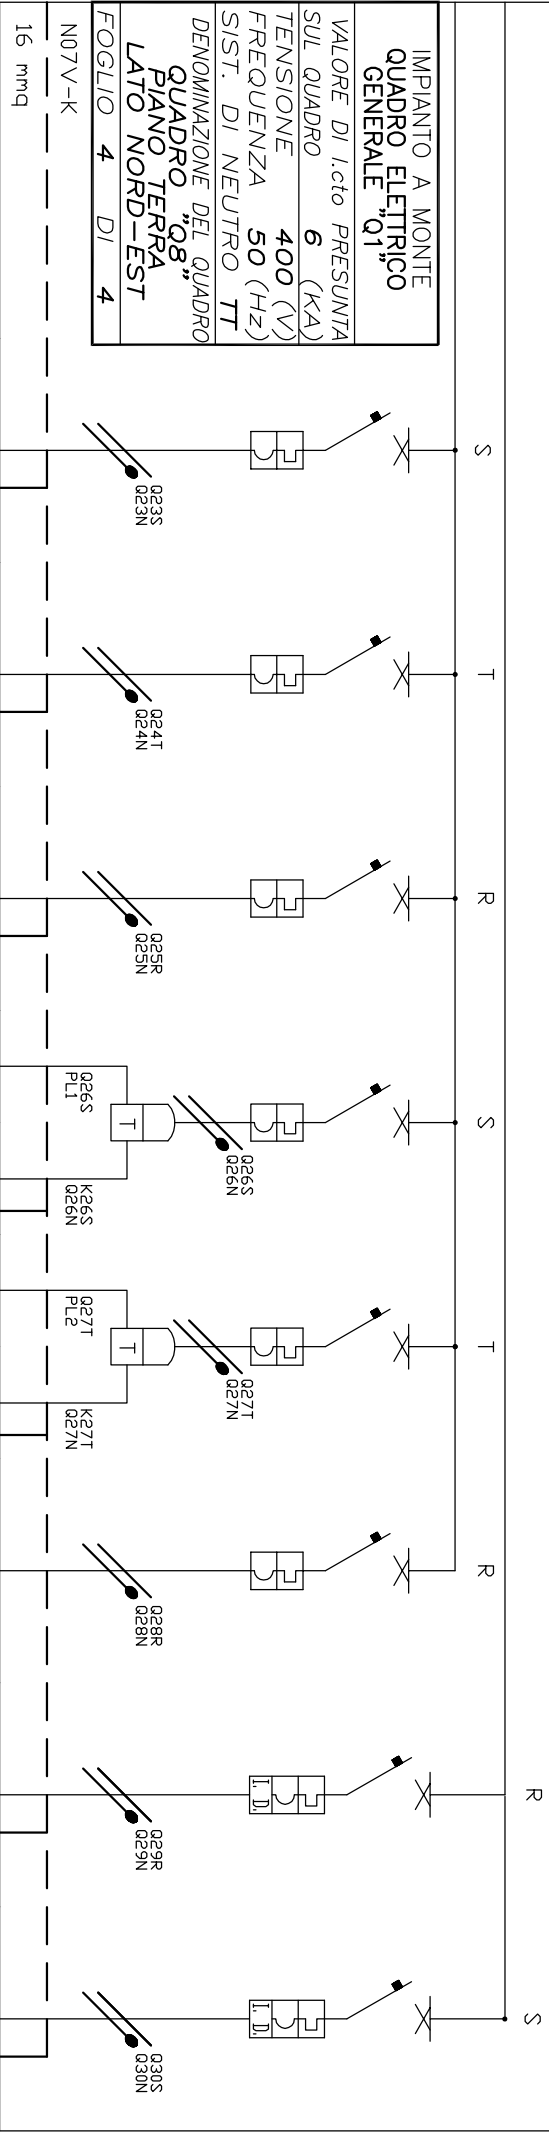 IMPIANTO A MONTE
QUADRO ELETTRICO
GENERALE "Q1"
VALORE DI I.cto PRESUNTA
SUL QUADRO 6 (KA)
TENSIONE 400 (V)
FREQUENZA 50 (Hz)
SIST. DI NEUTRO TT
DENOMINAZIONE DEL QUADRO
QUADRO "Q8"
PIANO TERRA
LATO NORD-EST
FOGLIO 4 DI 4
N07V-K
16 mmq
S
Q23S
Q23N
T
Q24T
Q24N
R
Q25R
Q25N
S
Q26S
Q26N
T
Q26S
PL1
K26S
Q26N
T
Q27T
Q27N
T
Q27T
PL2
K27T
Q27N
R
Q28R
Q28N
R
I. D.
Q29R
Q29N
S
I. D.
Q30S
Q30N